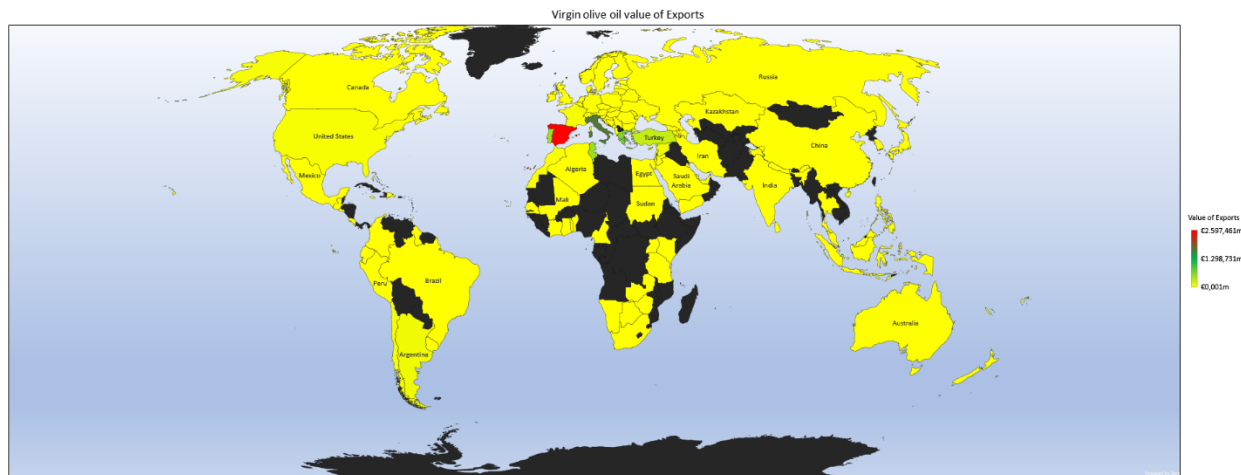 Virgin olive oil value of Exports
Canada
Russia
Kazakhstan
United States
Turkey
China
Iran
Mexico
Algeria
Egypt
Saudi
Arabia
India
Mali
Sudan
Peru
Brazil
Australia
Argentina
Value of Exports
€2.597,461m
€1.298,731m
€0,001m